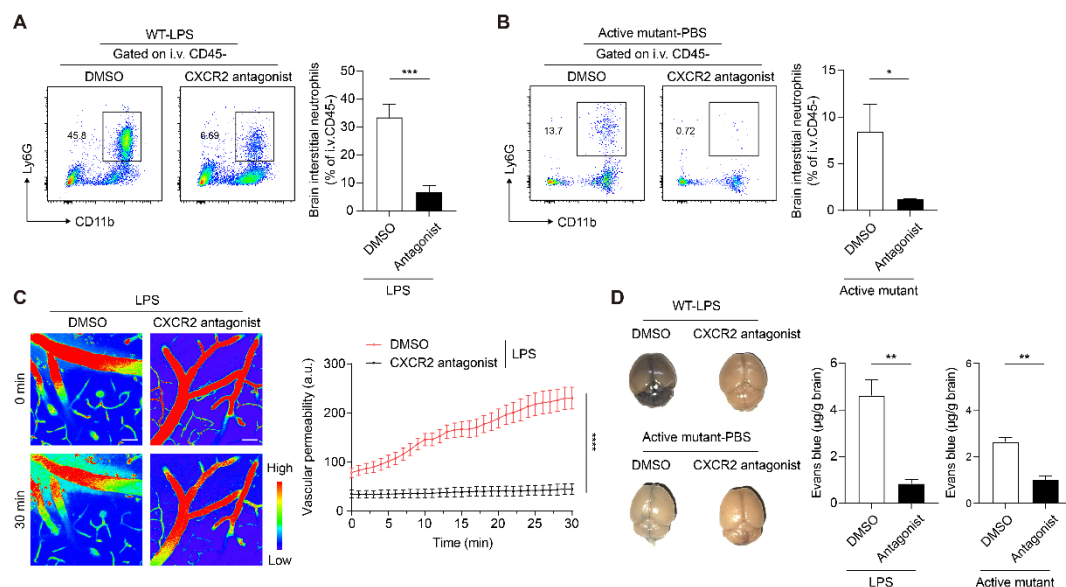 A
WT-LPS
Gated on i.v. CD45-
DMSO
CXCR2 antagonist
45.8
6.69
Ly6G
CD11b
Brain interstitial neutrophils
(% of i.v.CD45-)
50
40
30
20
10
0
***
DMSO
Antagonist
LPS
B
Active mutant-PBS
Gated on i.v. CD45-
DMSO
CXCR2 antagonist
13.7
0.72
Ly6G
CD11b
Brain interstitial neutrophils
(% of i.v.CD45-)
15
10
5
0
*
DMSO
Antagonist
Active mutant
C
LPS
DMSO
CXCR2 antagonist
0 min
30 min
High
Low
DMSO
CXCR2 antagonist
LPS
Vascular permeability (a.u.)
300
200
150
100
50
0
0
5
10
15
20
25
30
Time (min)
****
D
WT-LPS
DMSO
CXCR2 antagonist
Active mutant-PBS
DMSO
CXCR2 antagonist
Evans blue (μg/g brain)
6
4
2
0
**
DMSO
Antagonist
LPS
Evans blue (μg/g brain)
6
4
2
0
**
DMSO
Antagonist
Active mutant